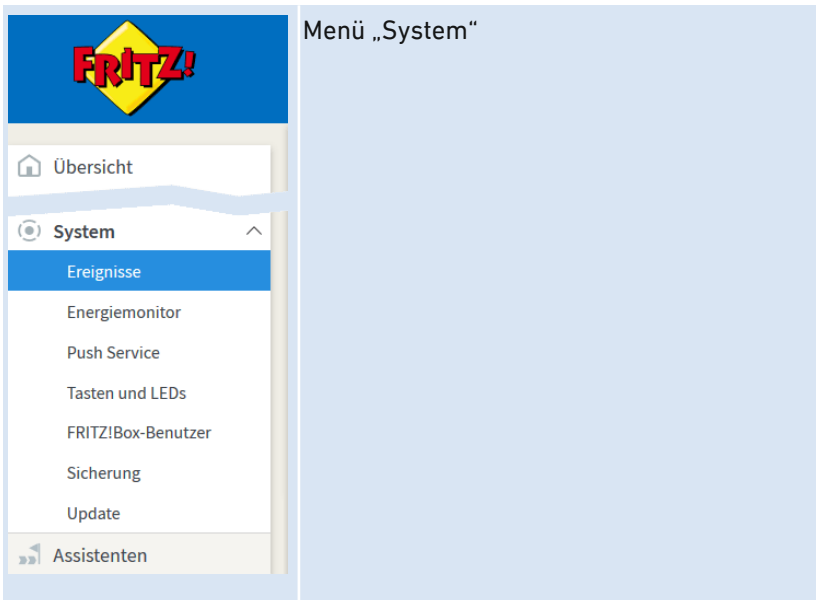 FRITZ!
Menü „System“
Übersicht
System
Ereignisse
Energiemonitor
Push Service
Tasten und LEDs
FRITZ!Box-Benutzer
Sicherung
Update
Assistenten